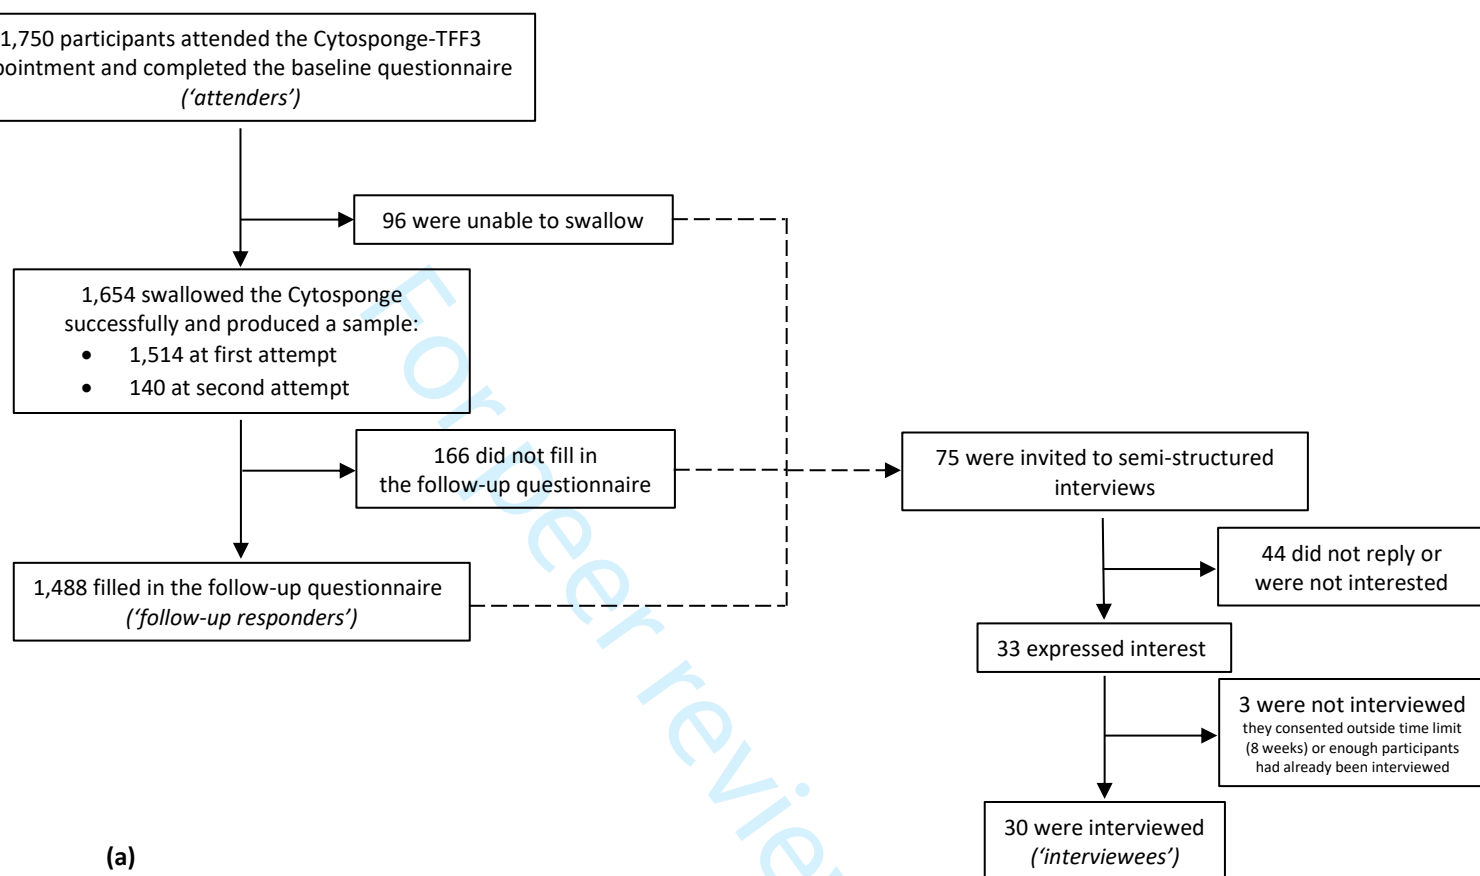 1,750 participants attended the Cytosponge-TFF3
and completed the baseline questionnaire
(‘attenders’)
96 were unable to swallow
1,654 swallowed the Cytosponge
successfully and produced a sample:
• 1,514 at first attempt
• 140 at second attempt
166 did not fill in
the follow-up questionnaire
75 were invited to semi-structured
interviews
1,488 filled in the follow-up questionnaire
(‘follow-up responders’)
44 did not reply or
were not interested
33 expressed interest
3 were not interviewed
they consented outside time limit
(8 weeks) or enough participants
had already been interviewed
30 were interviewed
(‘interviewees’)
(a)
For peer review